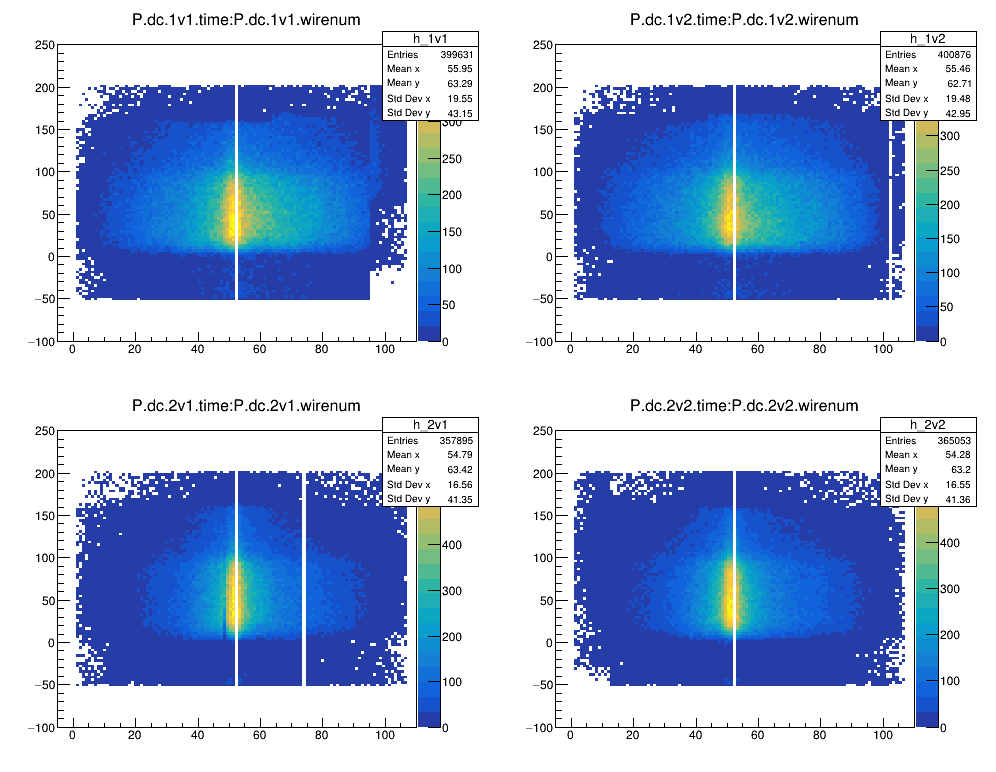 P.dc.1v1.time:P.dc.1v1.wirenum
h_1v1
Entries 399631
Mean x 55.95
Mean y 63.29
Std Dev x 19.55
Std Dev y 43.15
250
200
150
100
50
0
−50
−100
0 20 40 60 80 100
300
250
200
150
100
50
0
P.dc.1v2.time:P.dc.1v2.wirenum
h_1v2
Entries 400876
Mean x 55.46
Mean y 62.71
Std Dev x 19.48
Std Dev y 42.95
250
200
150
100
50
0
−50
−100
0 20 40 60 80 100
300
250
200
150
100
50
0
P.dc.2v1.time:P.dc.2v1.wirenum
h_2v1
Entries 357895
Mean x 54.79
Mean y 63.42
Std Dev x 16.56
Std Dev y 41.35
250
200
150
100
50
0
−50
−100
0 20 40 60 80 100
400
300
200
100
0
P.dc.2v2.time:P.dc.2v2.wirenum
h_2v2
Entries 365053
Mean x 54.28
Mean y 63.2
Std Dev x 16.55
Std Dev y 41.36
250
200
150
100
50
0
−50
−100
0 20 40 60 80 100
400
300
200
100
0